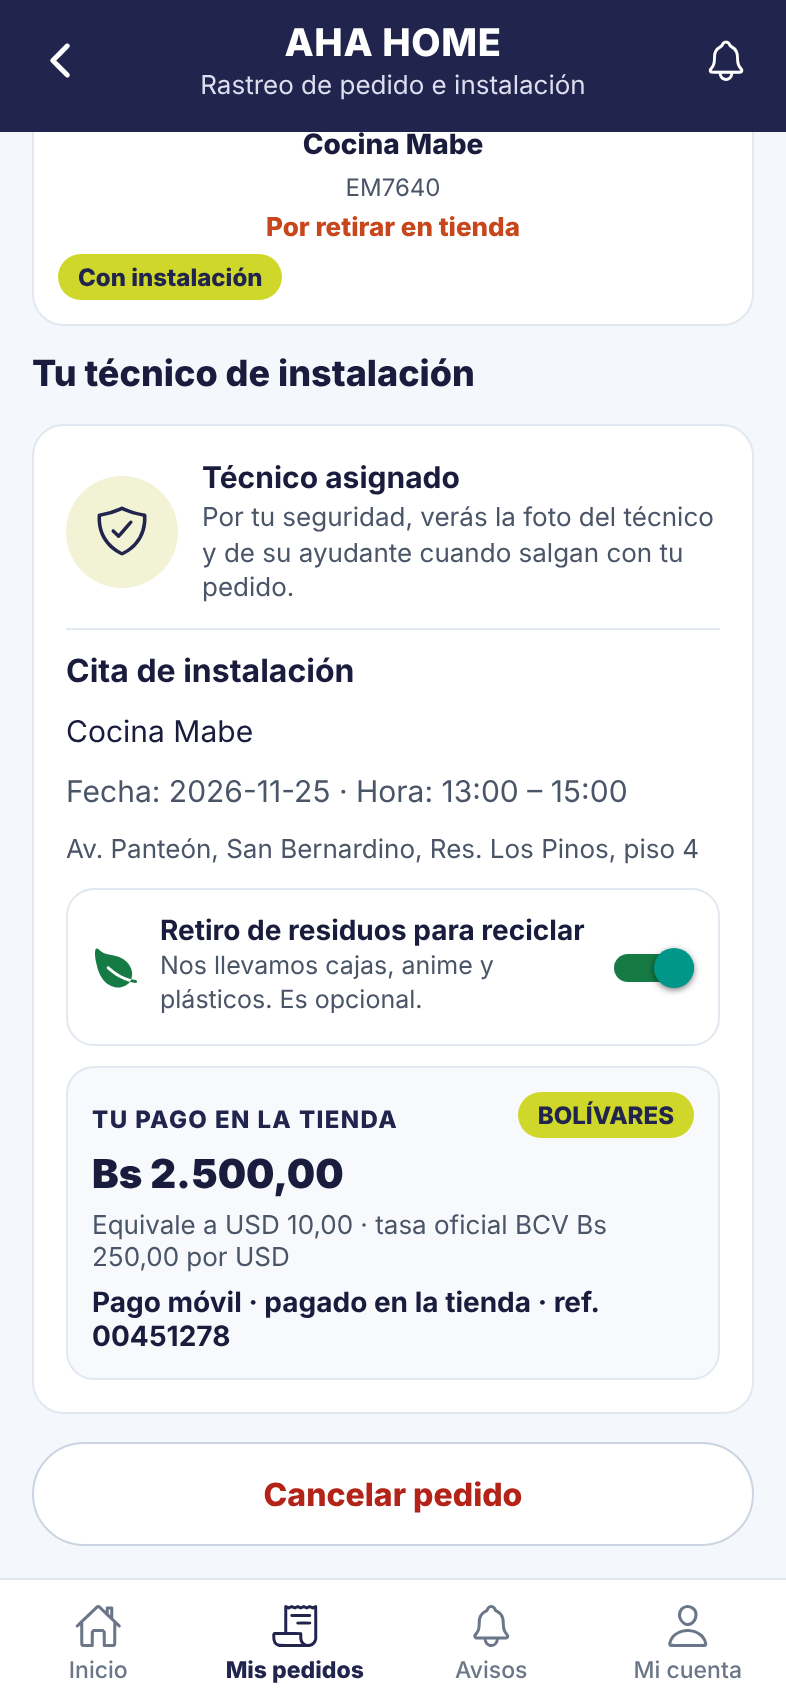 AHA HOME
Rastreo de pedido e instalación
Cocina Mabe
EM7640
Por retirar en tienda
Con instalación
Tu técnico de instalación
Técnico asignado
Por tu seguridad, verás la foto del técnico
y de su ayudante cuando salgan con tu
pedido.
Cita de instalación
Cocina Mabe
Fecha: 2026-11-25 · Hora: 13:00 – 15:00
Av. Panteón, San Bernardino, Res. Los Pinos, piso 4
Retiro de residuos para reciclar
Nos llevamos cajas, anime y
plásticos. Es opcional.
TU PAGO EN LA TIENDA
BOLÍVARES
Bs 2.500,00
Equivale a USD 10,00 · tasa oficial BCV Bs
250,00 por USD
Pago móvil · pagado en la tienda · ref.
00451278
Cancelar pedido
Inicio
Mis pedidos
Avisos
Mi cuenta